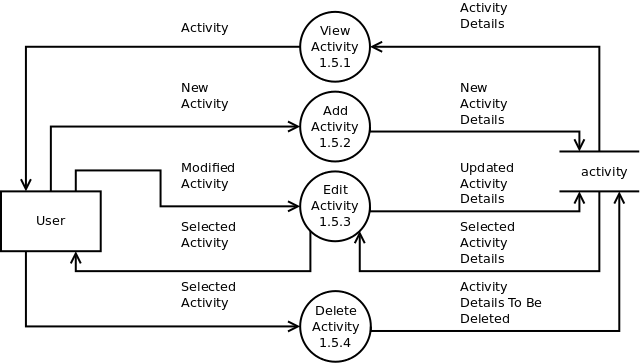 Activity
View
Activity
1.5.1
Activity
Details
New
Activity
Add
Activity
1.5.2
New
Activity
Details
Modified
Activity
Edit
Activity
1.5.3
Updated
Activity
Details
activity
User
Selected
Activity
Selected
Activity
Details
Selected
Activity
Delete
Activity
1.5.4
Activity
Details To Be
Deleted